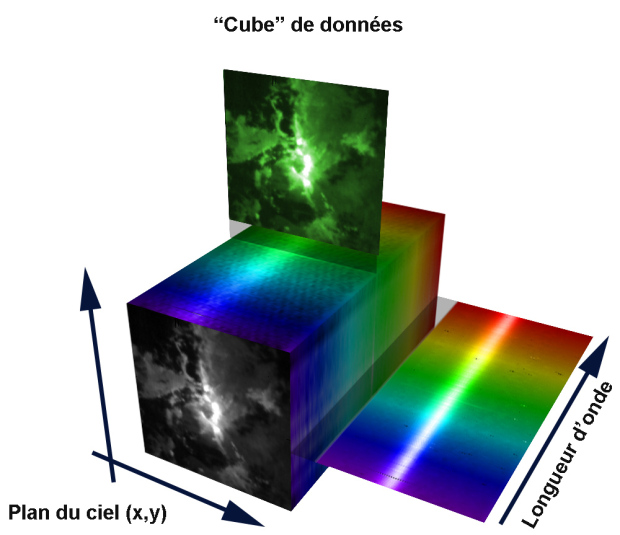 “Cube” de données
Plan du ciel (x,y)
Longueur d’onde